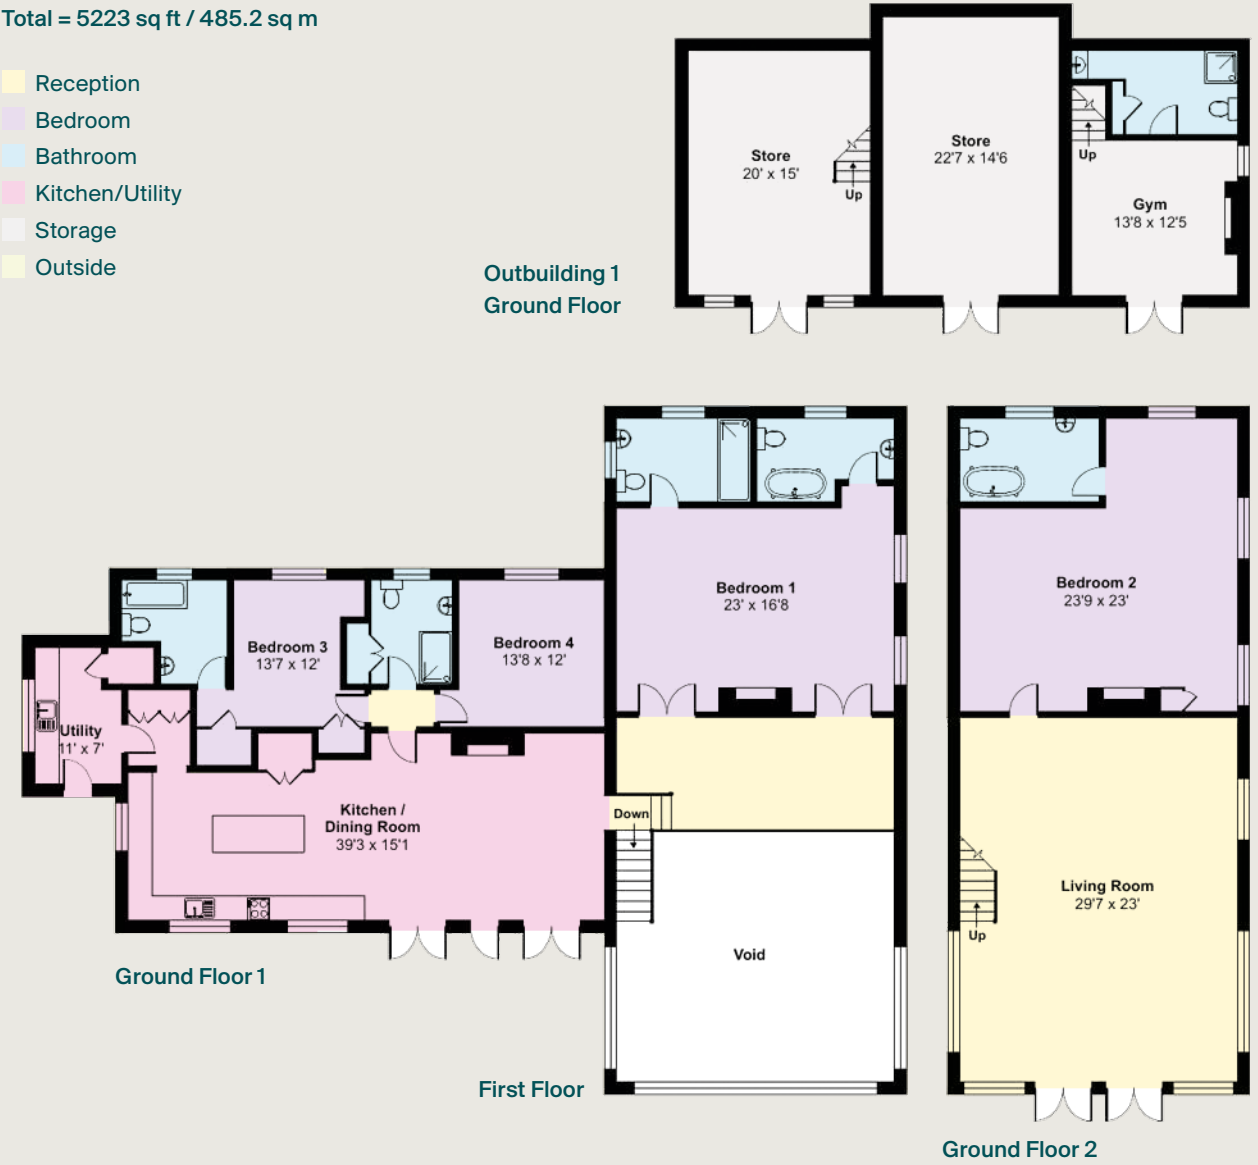 Total = 5223 sq ft / 485.2 sq m
Reception
Bedroom
Bathroom
Kitchen/Utility
Storage
Outside
Outbuilding 1
Ground Floor
Store
20' x 15'
Up
Store
22'7 x 14'6
Up
Gym
13'8 x 12'5
Bedroom 1
23' x 16'8
Bedroom 2
23'9 x 23'
Bedroom 3
13'7 x 12'
Bedroom 4
13'8 x 12'
Utility
11' x 7'
Kitchen /
Dining Room
39'3 x 15'1
Down
Void
Living Room
29'7 x 23'
Up
Ground Floor 1
First Floor
Ground Floor 2